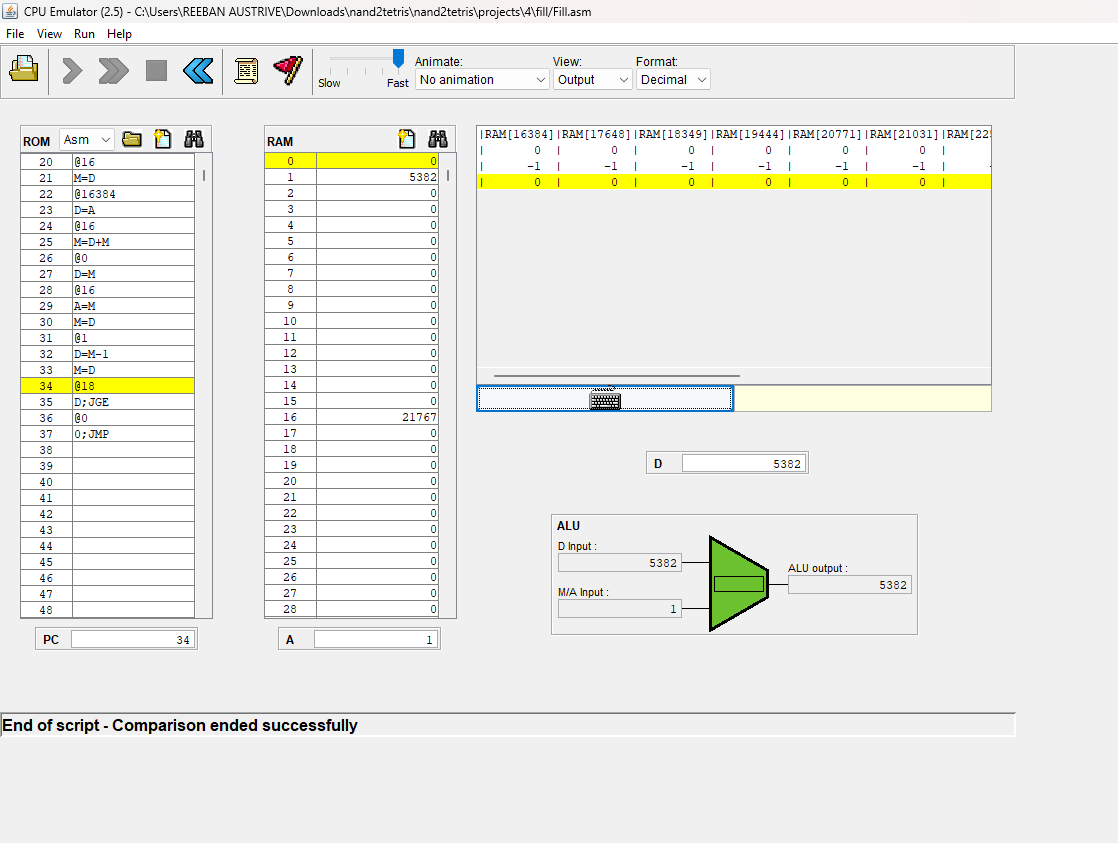 CPU Emulator (2.5) - C:\Users\REEBAN AUSTRIVE\Downloads\nand2tetris\nand2tetris\projects\4\fill/Fill.asm
File View Run Help
Slow Fast
Animate: View: Format:
No animation Output Decimal
ROM Asm
20 @16
21 M=D
22 @16384
23 D=A
24 @16
25 M=D+M
26 @0
27 D=M
28 @16
29 A=M
30 M=D
31 @1
32 D=M-1
33 M=D
34 @18
35 D;JGE
36 @0
37 0;JMP
38
39
40
41
42
43
44
45
46
47
48
PC 34
RAM
0 0
1 5382
2 0
3 0
4 0
5 0
6 0
7 0
8 0
9 0
10 0
11 0
12 0
13 0
14 0
15 0
16 21767
17 0
18 0
19 0
20 0
21 0
22 0
23 0
24 0
25 0
26 0
27 0
28 0
A 1
|RAM[16384]|RAM[17648]|RAM[18349]|RAM[19444]|RAM[20771]|RAM[21031]|RAM[225
| 0 | 0 | 0 | 0 | 0 | 0 |
| -1 | -1 | -1 | -1 | -1 | -1 | -
| 0 | 0 | 0 | 0 | 0 | 0 |
D 5382
ALU
D Input :
5382
M/A Input :
1
ALU output :
5382
End of script - Comparison ended successfully